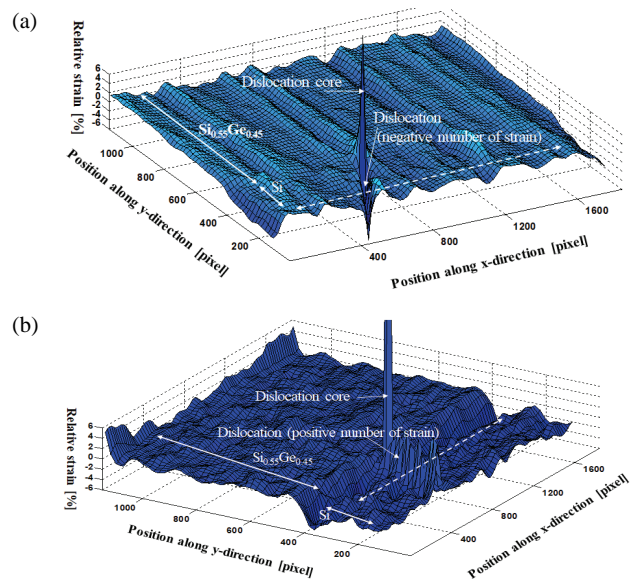 (a)
Relative strain [%]
6
4
2
0
-2
-4
-6
Dislocation core
Dislocation
(negative number of strain)
Si0.55Ge0.45
Si
1000
800
600
400
200
Position along y-direction [pixel]
400
800
1200
1600
Position along x-direction [pixel]
(b)
Relative strain [%]
6
4
2
0
-2
-4
-6
Dislocation core
Dislocation (positive number of strain)
Si0.55Ge0.45
Si
1000
800
600
400
200
Position along y-direction [pixel]
400
800
1200
1600
Position along x-direction [pixel]